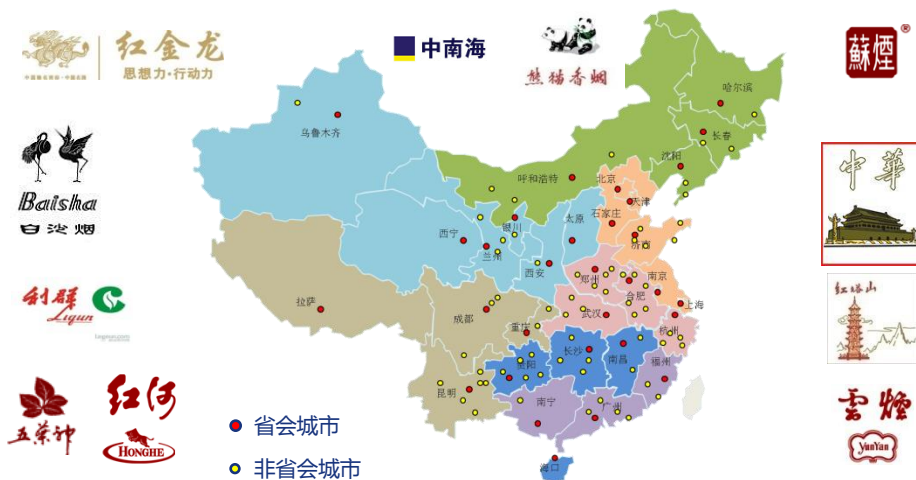 红金龙
思想力·行动力
中南海
熊猫香烟
蘇煙
®
Baisha
白沙烟
中華
利群
Liqun
红塔山
五葉神
红河
HONGHE
雲煙
YunYan
哈尔滨
长春
沈阳
乌鲁木齐
呼和浩特
北京
天津
石家庄
太原
济南
银川
西宁
兰州
西安
郑州
南京
合肥
上海
拉萨
成都
重庆
武汉
杭州
长沙
南昌
贵阳
福州
昆明
南宁
广州
海口
省会城市
非省会城市